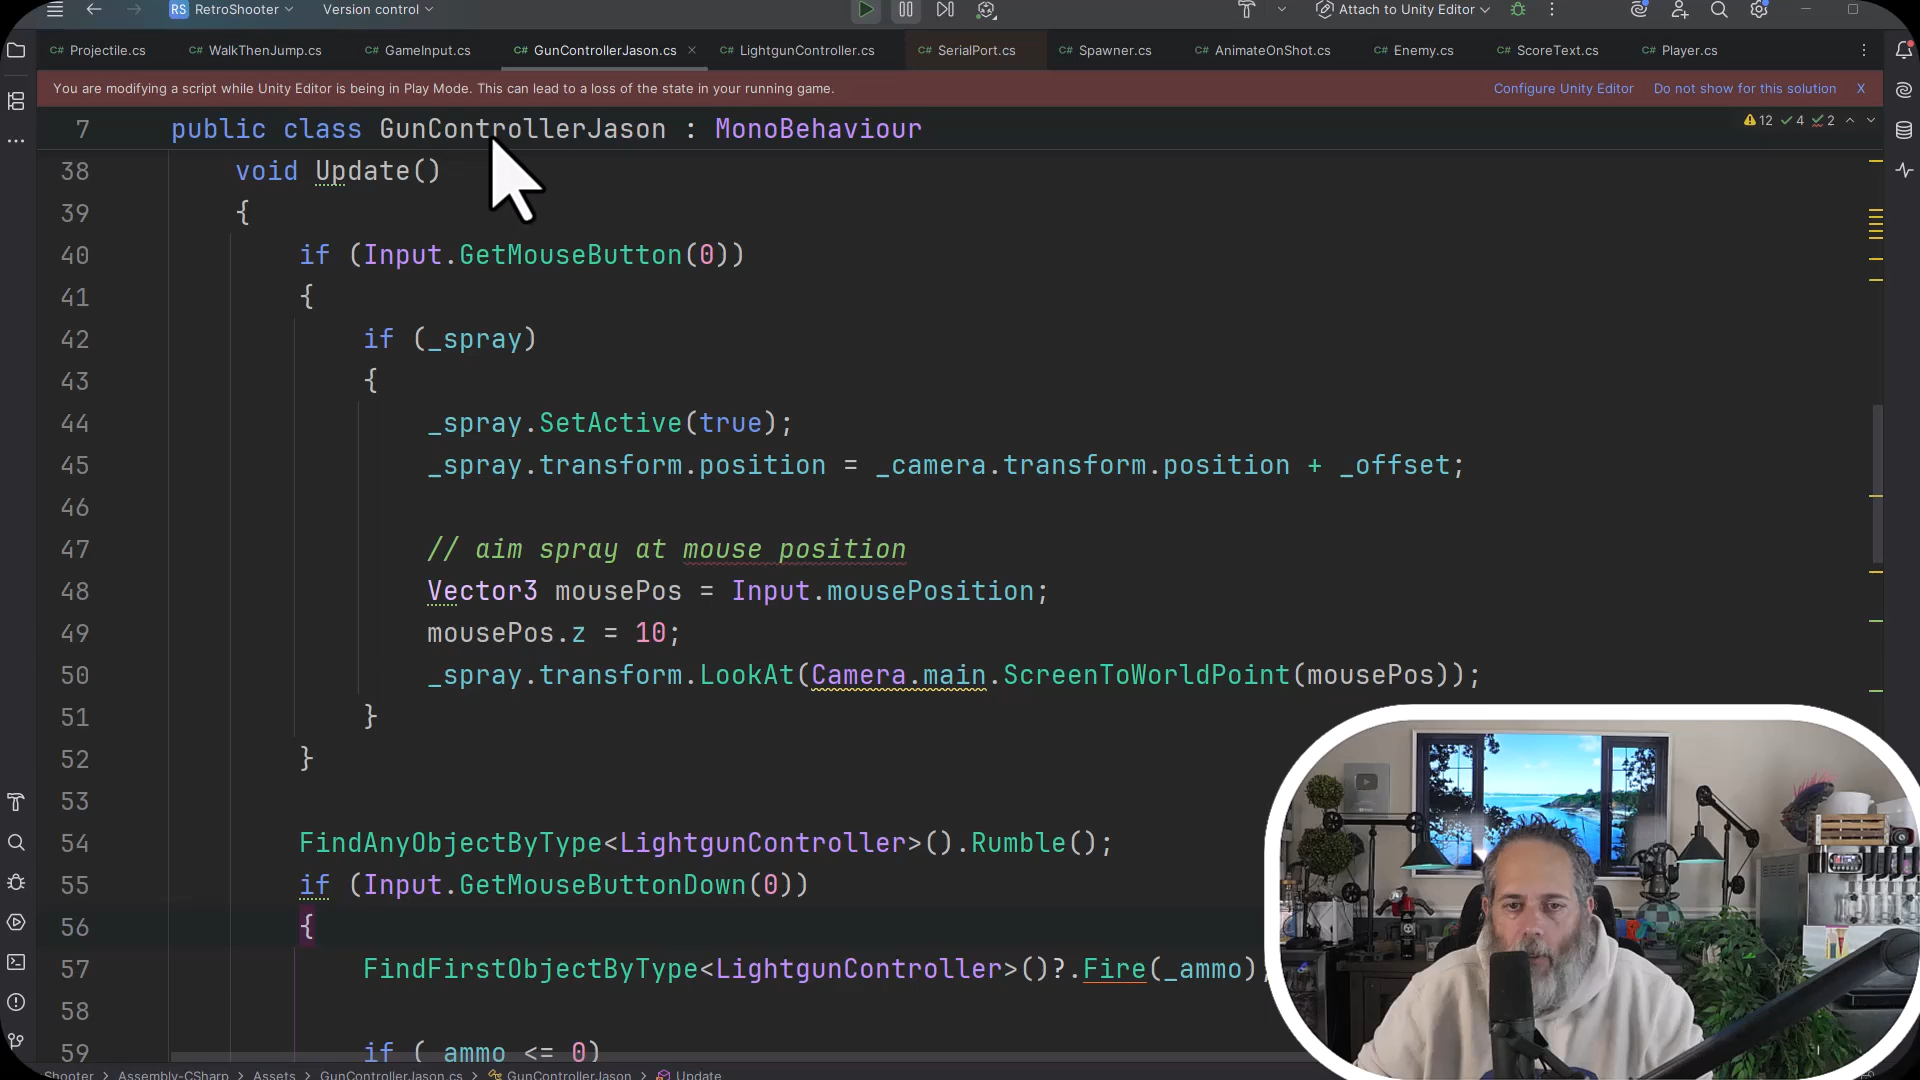 RS RetroShooter Version control Attach to Unity Editor
C# Projectile.cs C# WalkThenJump.cs C# GameInput.cs C# GunControllerJason.cs C# LightgunController.cs C# SerialPort.cs C# Spawner.cs C# AnimateOnShot.cs C# Enemy.cs C# ScoreText.cs C# Player.cs
You are modifying a script while Unity Editor is being in Play Mode. This can lead to a loss of the state in your running game. Configure Unity Editor Do not show for this solution X
7 public class GunControllerJason : MonoBehaviour 12 4 2
38 void Update()
39 {
40 if (Input.GetMouseButton(0))
41 {
42 if (_spray)
43 {
44 _spray.SetActive(true);
45 _spray.transform.position = _camera.transform.position + _offset;
46
47 // aim spray at mouse position
48 Vector3 mousePos = Input.mousePosition;
49 mousePos.z = 10;
50 _spray.transform.LookAt(Camera.main.ScreenToWorldPoint(mousePos));
51 }
52 }
53
54 FindAnyObjectByType<LightgunController>().Rumble();
55 if (Input.GetMouseButtonDown(0))
56 {
57 FindFirstObjectByType<LightgunController>()?.Fire(_ammo);
58
59 if (_ammo <= 0)
Shooter Assembly-CSharp Assets GunControllerJason.cs GunControllerJason Update